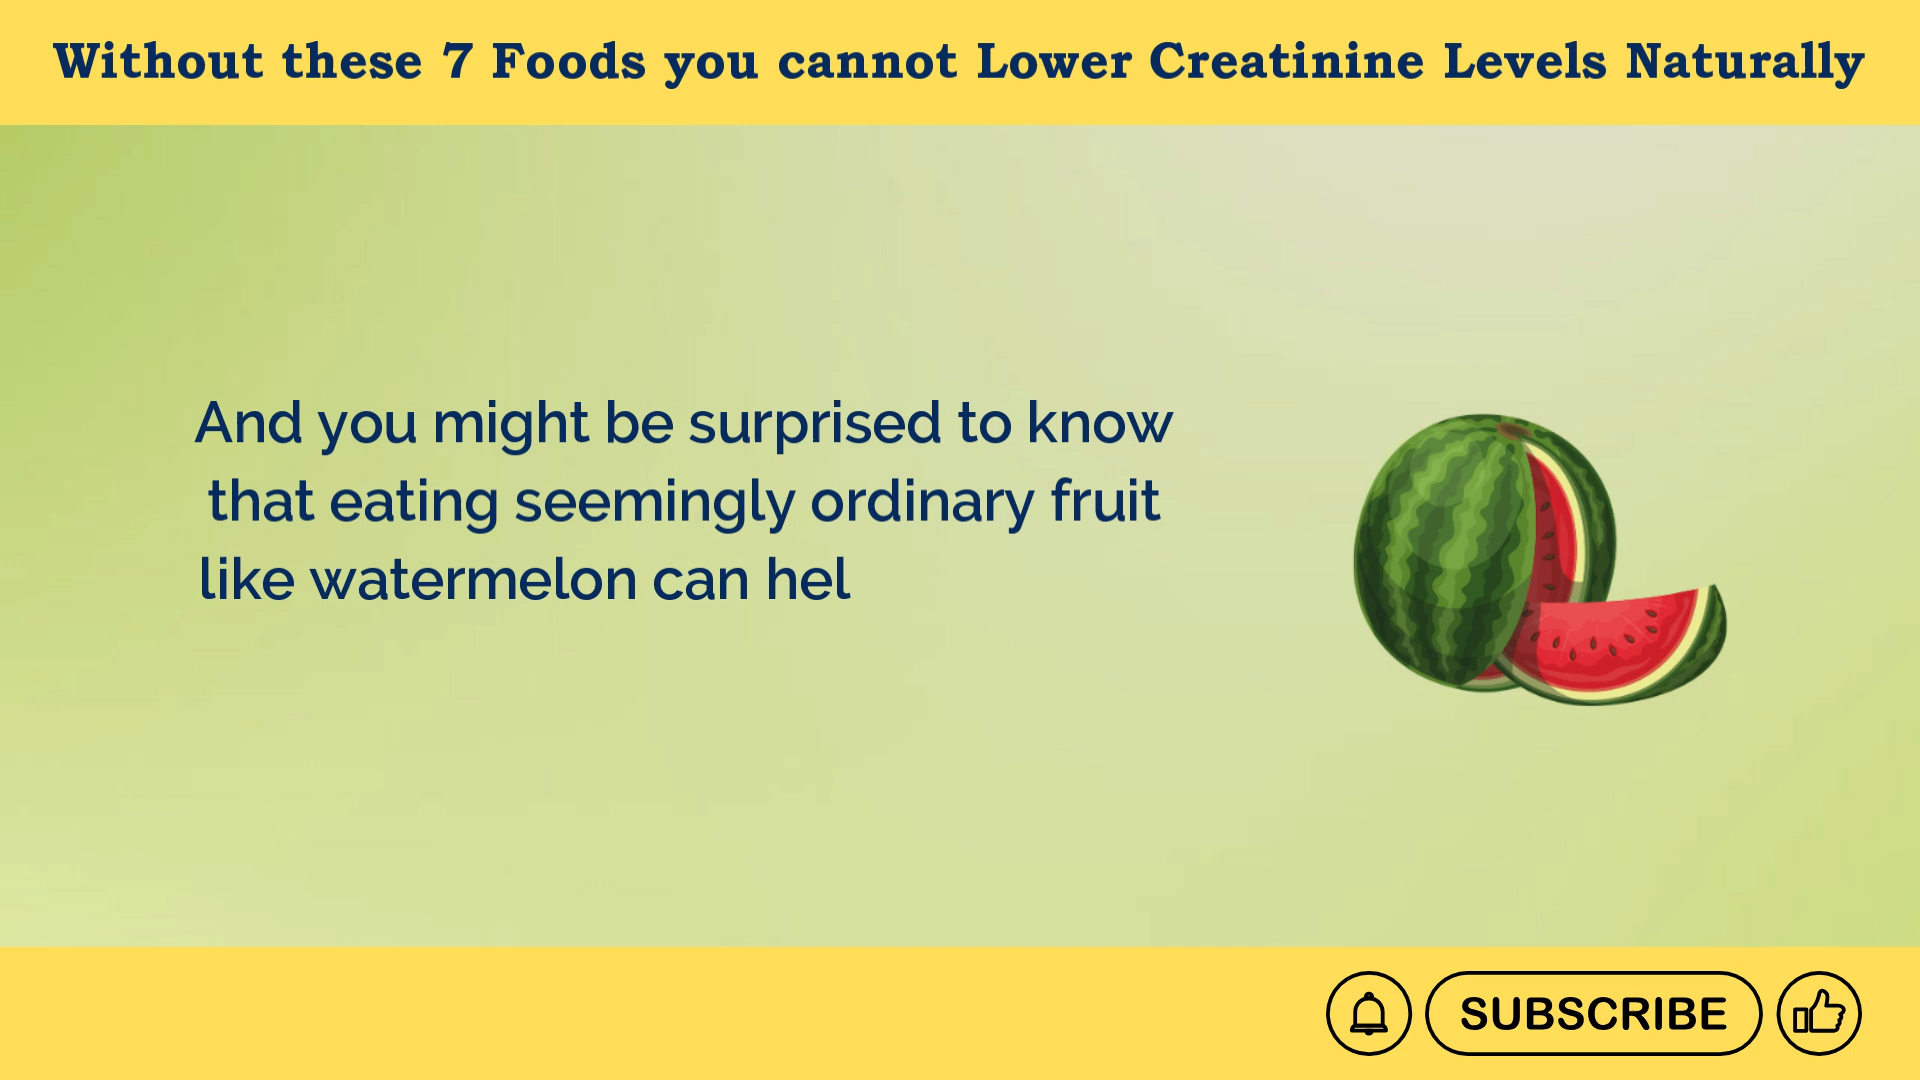 Without these 7 Foods you cannot Lower Creatinine Levels Naturally
And you might be surprised to know
that eating seemingly ordinary fruit
like watermelon can hel
SUBSCRIBE